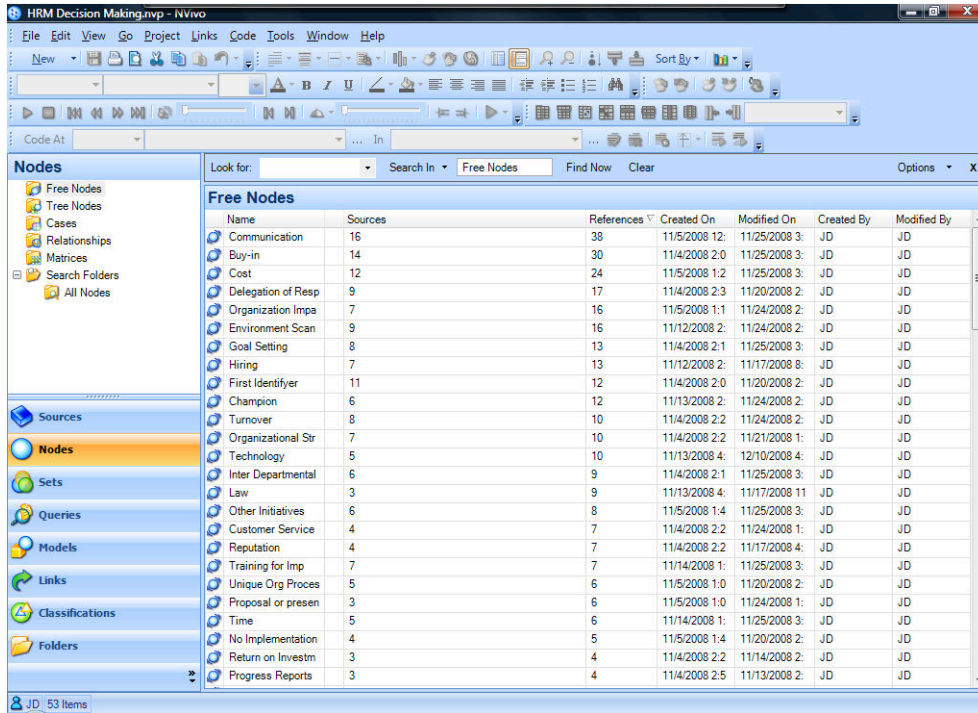 HRM Decision Making.nvp - NVivo
File Edit View Go Project Links Code Tools Window Help
New Sort By
A B I U
Code At ... In ...
Nodes
Free Nodes
Tree Nodes
Cases
Relationships
Matrices
Search Folders
All Nodes
Sources
Nodes
Sets
Queries
Models
Links
Classifications
Folders
»
Look for: Search In Free Nodes Find Now Clear Options x
Free Nodes
Name Sources References Created On Modified On Created By Modified By
Communication 16 38 11/5/2008 12: 11/25/2008 3: JD JD
Buy-in 14 30 11/4/2008 2:0 11/25/2008 3: JD JD
Cost 12 24 11/5/2008 1:2 11/25/2008 3: JD JD
Delegation of Resp 9 17 11/4/2008 2:3 11/20/2008 2: JD JD
Organization Impa 7 16 11/5/2008 1:1 11/24/2008 2: JD JD
Environment Scan 9 16 11/12/2008 2: 11/24/2008 2: JD JD
Goal Setting 8 13 11/4/2008 2:1 11/25/2008 3: JD JD
Hiring 7 13 11/12/2008 2: 11/17/2008 8: JD JD
First Identifyer 11 12 11/4/2008 2:0 11/20/2008 2: JD JD
Champion 6 12 11/13/2008 2: 11/24/2008 2: JD JD
Turnover 8 10 11/4/2008 2:2 11/24/2008 2: JD JD
Organizational Str 7 10 11/4/2008 2:2 11/21/2008 1: JD JD
Technology 5 10 11/13/2008 4: 12/10/2008 4: JD JD
Inter Departmental 6 9 11/4/2008 2:1 11/25/2008 3: JD JD
Law 3 9 11/13/2008 4: 11/17/2008 11 JD JD
Other Initiatives 6 8 11/5/2008 1:4 11/25/2008 3: JD JD
Customer Service 4 7 11/4/2008 2:2 11/24/2008 1: JD JD
Reputation 4 7 11/4/2008 2:2 11/17/2008 4: JD JD
Training for Imp 7 7 11/14/2008 1: 11/25/2008 3: JD JD
Unique Org Proces 5 6 11/5/2008 1:0 11/20/2008 2: JD JD
Proposal or presen 3 6 11/5/2008 1:0 11/24/2008 1: JD JD
Time 5 6 11/14/2008 1: 11/25/2008 3: JD JD
No Implementation 4 5 11/5/2008 1:4 11/20/2008 2: JD JD
Return on Investm 3 4 11/4/2008 2:2 11/14/2008 2: JD JD
Progress Reports 3 4 11/4/2008 2:5 11/13/2008 2: JD JD
JD 53 Items